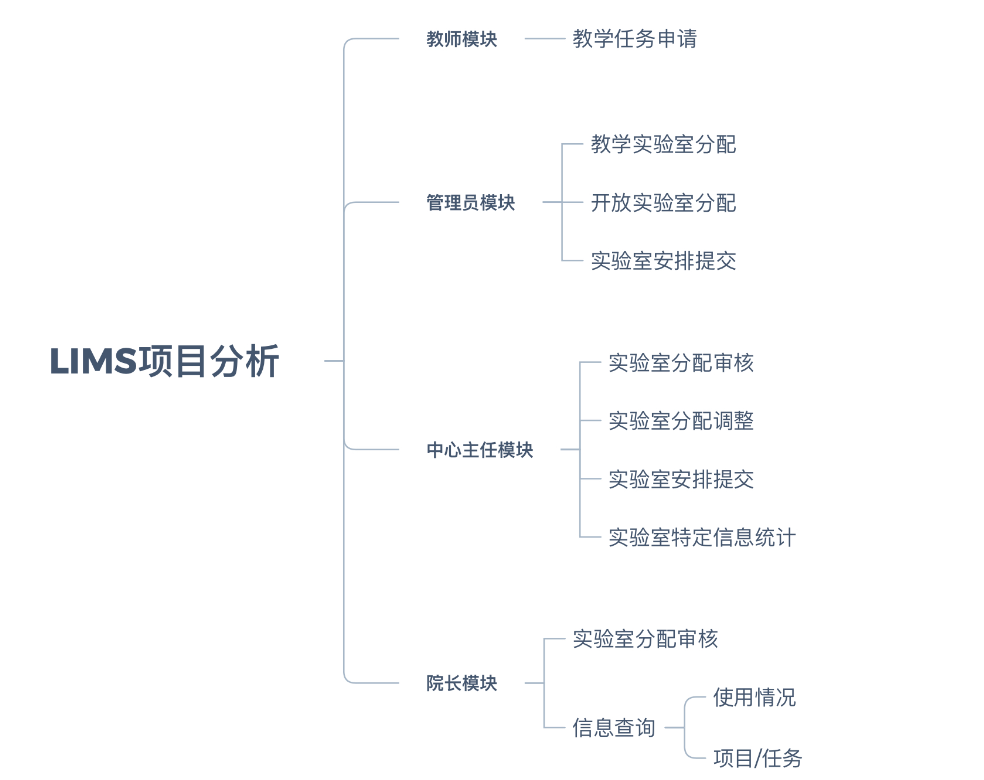 LIMS项目分析
教师模块
教学任务申请
管理员模块
教学实验室分配
开放实验室分配
实验室安排提交
中心主任模块
实验室分配审核
实验室分配调整
实验室安排提交
实验室特定信息统计
院长模块
实验室分配审核
信息查询
使用情况
项目/任务